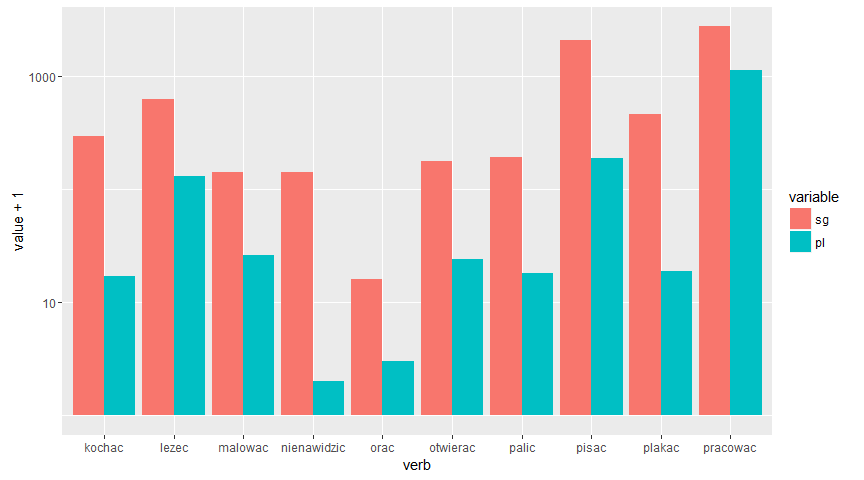 value + 1
1000
10
kochac lezec malowac nienawidzic orac otwierac palic pisac plakac pracowac
verb
variable
sg
pl